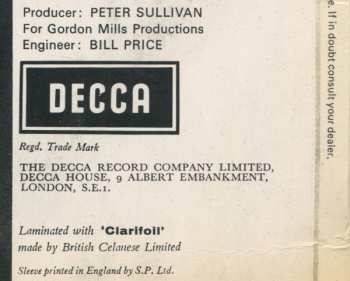 Producer: PETER SULLIVAN
For Gordon Mills Productions
Engineer: BILL PRICE
DECCA
Regd. Trade Mark
THE DECCA RECORD COMPANY LIMITED,
DECCA HOUSE, 9 ALBERT EMBANKMENT,
LONDON, S.E.1.
Laminated with 'Clarifoil'
made by British Celanese Limited
Sleeve printed in England by S.P. Ltd.
e. If in doubt consult your dealer.